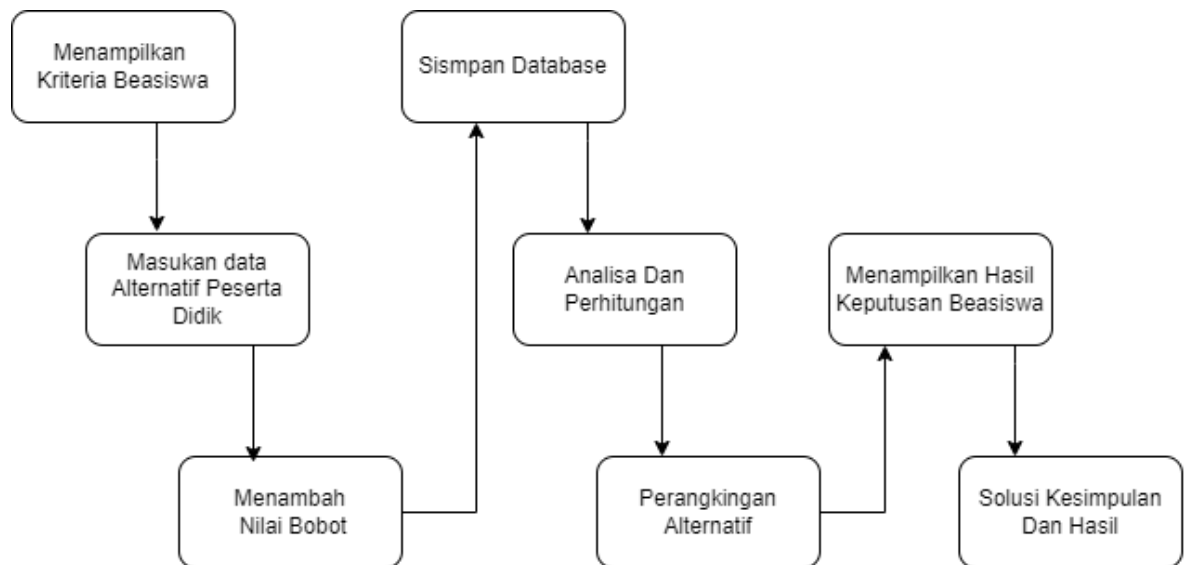 Menampilkan
Kriteria Beasiswa
Masukan data
Alternatif Peserta
Didik
Menambah
Nilai Bobot
Sismpan Database
Analisa Dan
Perhitungan
Perangkingan
Alternatif
Menampilkan Hasil
Keputusan Beasiswa
Solusi Kesimpulan
Dan Hasil